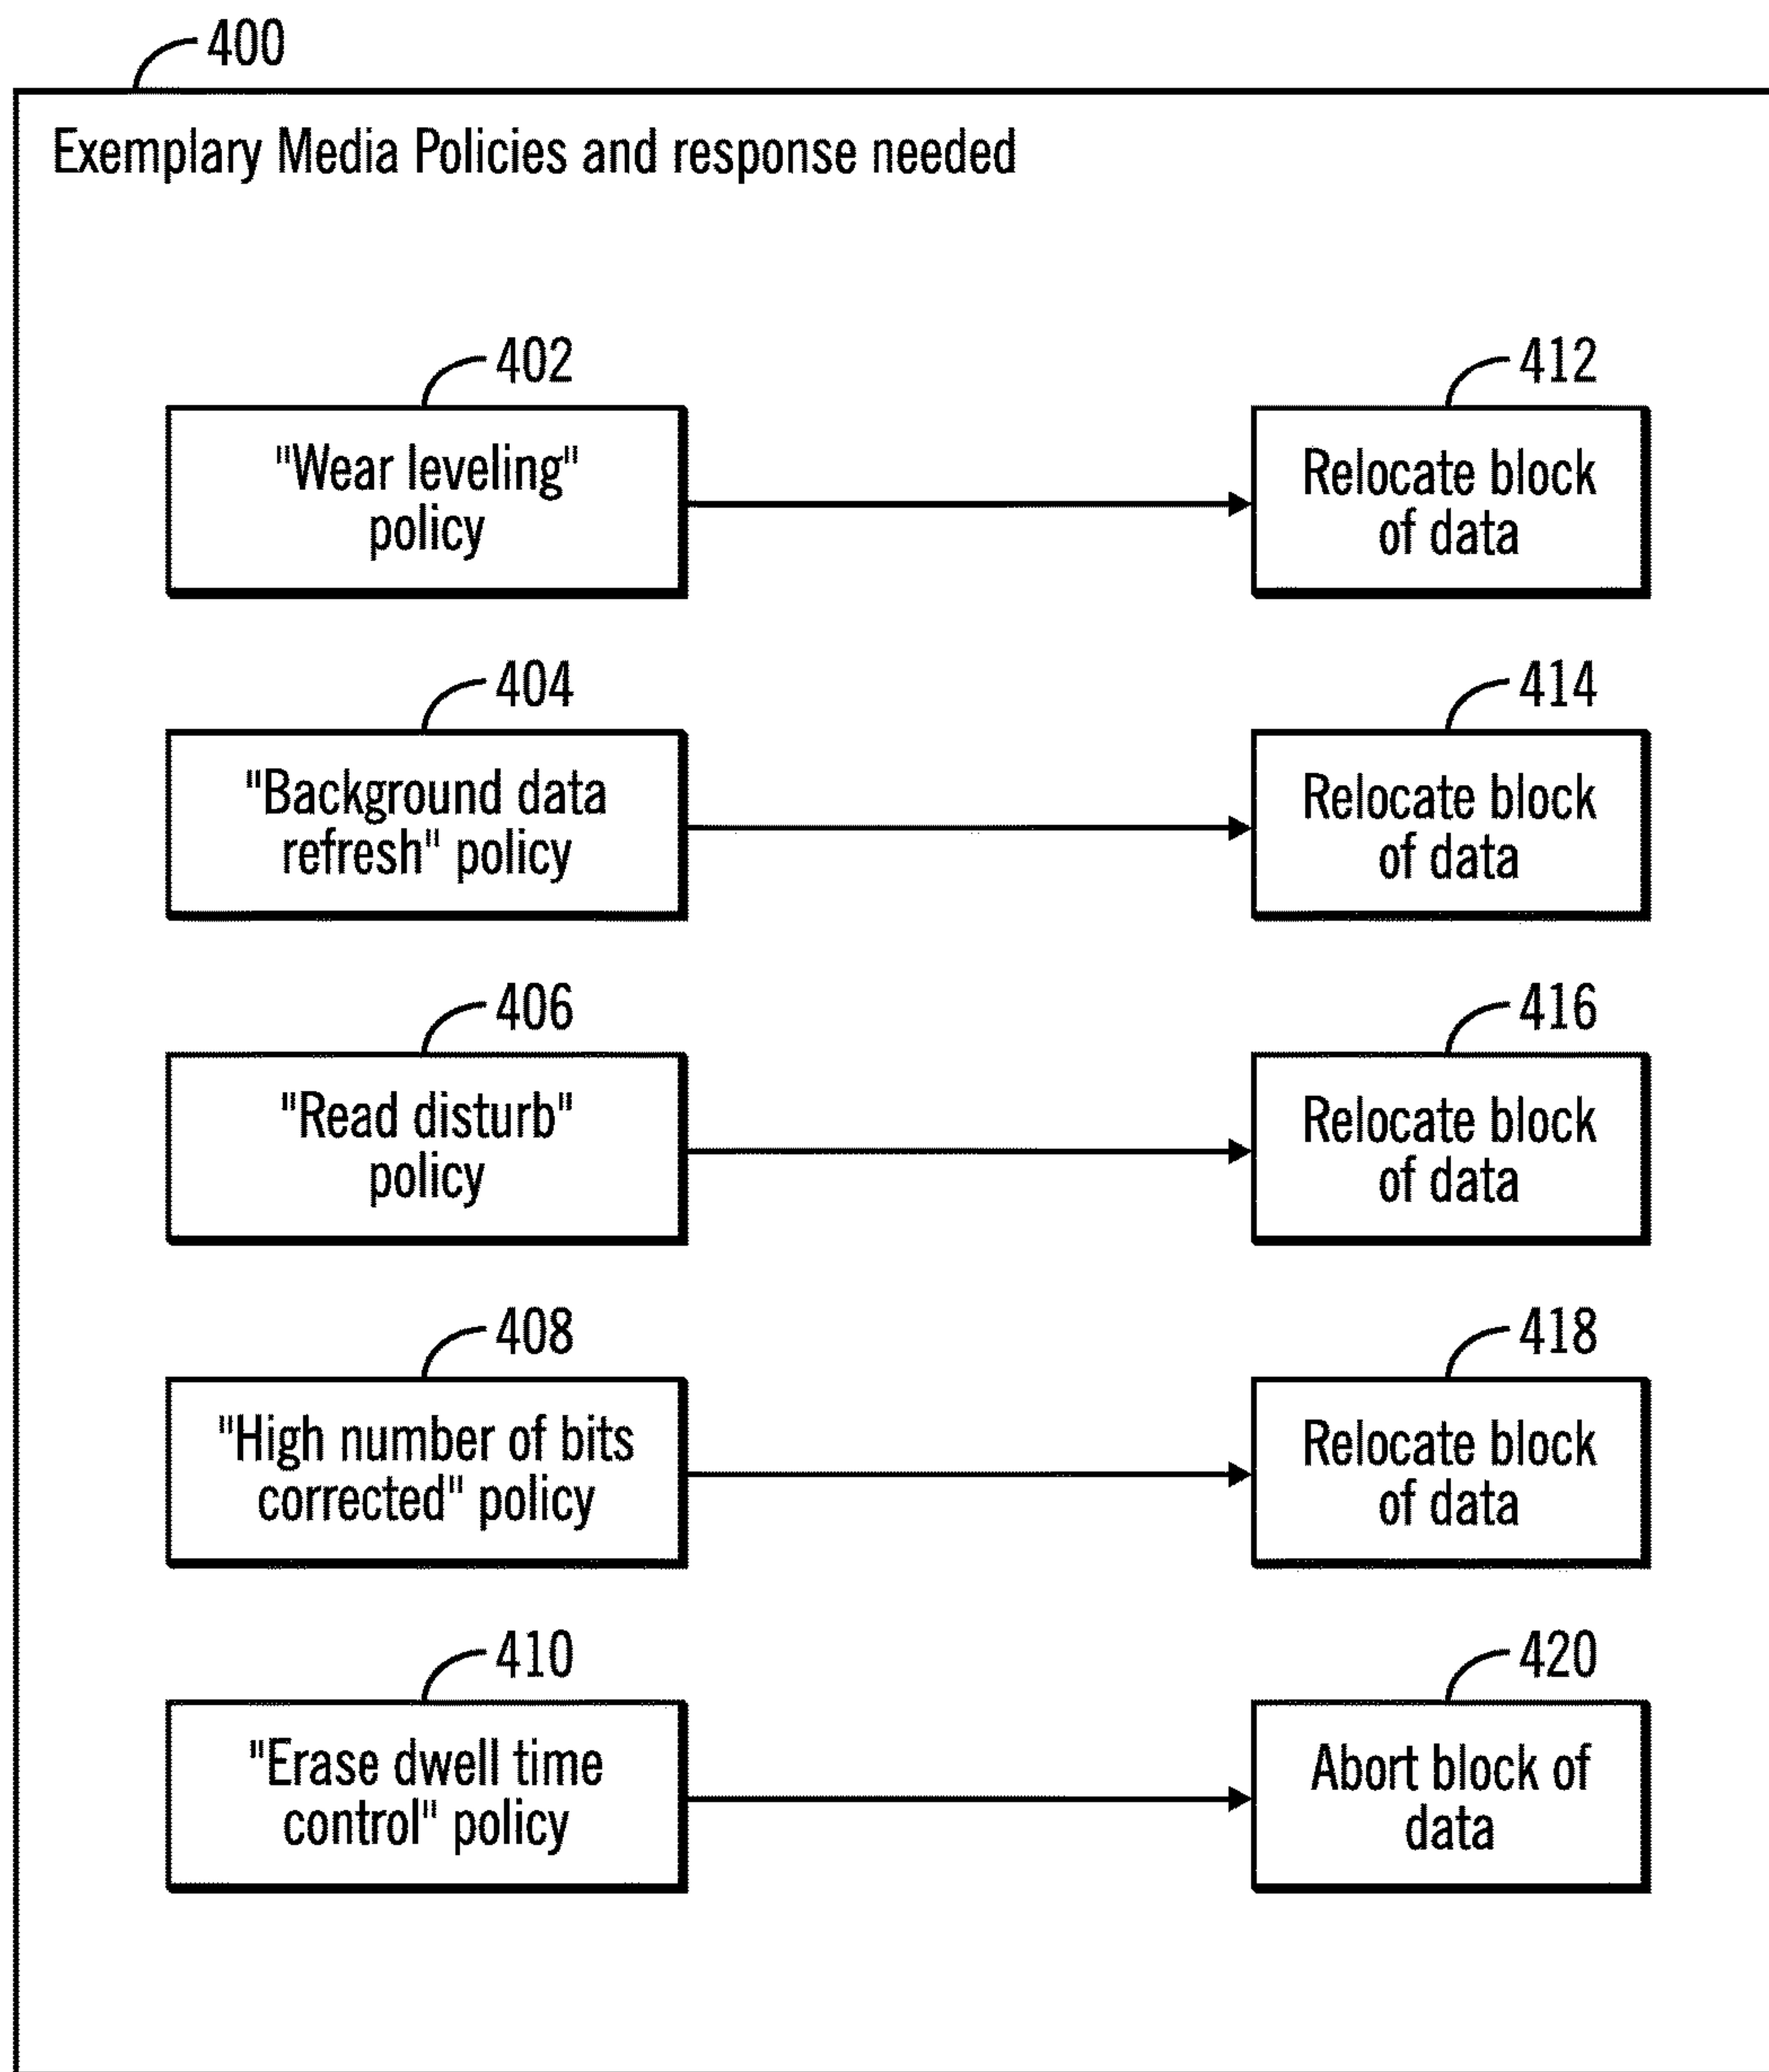 400
Exemplary Media Policies and response needed
402
412
"Wear leveling"
policy
Relocate block
of data
404
414
"Background data
refresh" policy
Relocate block
of data
406
416
"Read disturb"
policy
Relocate block
of data
408
418
"High number of bits
corrected" policy
Relocate block
of data
410
420
"Erase dwell time
control" policy
Abort block of
data